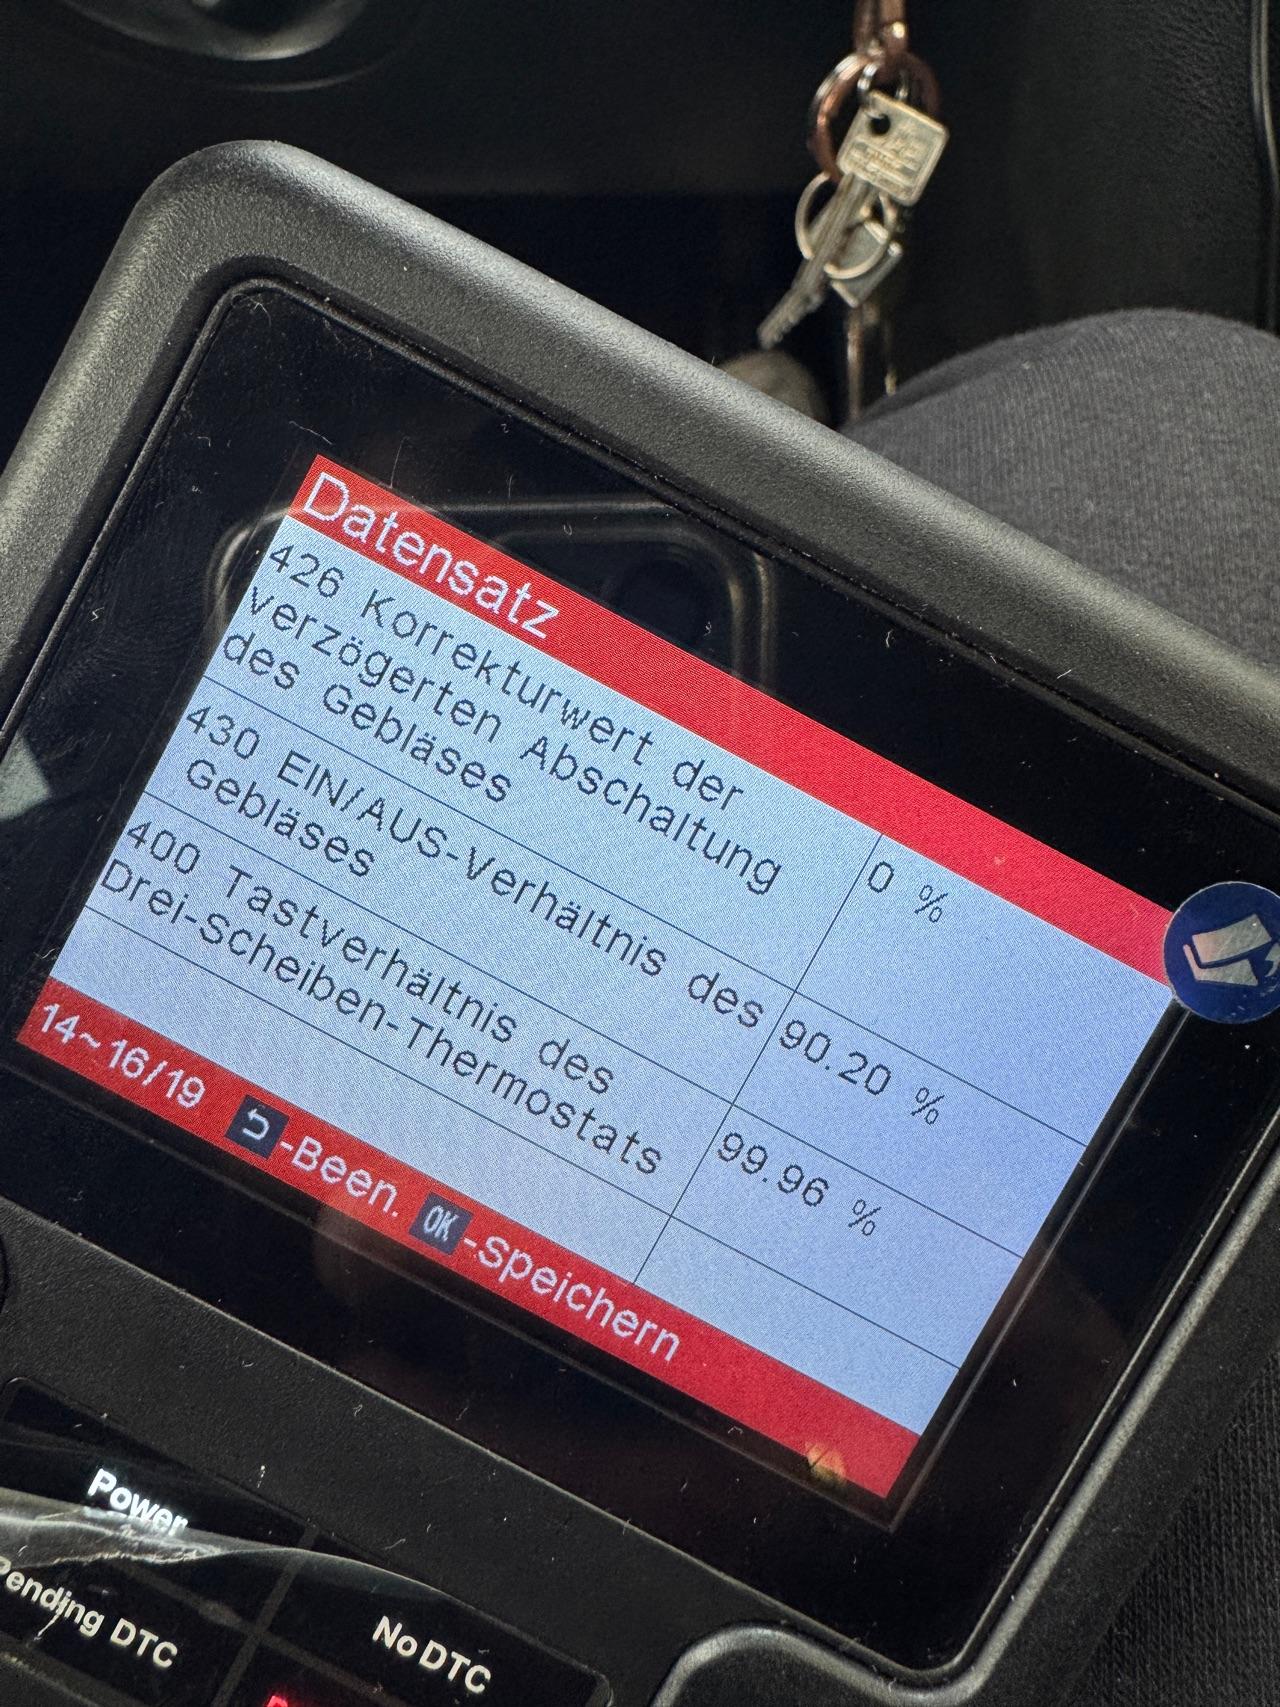 Datensatz
426 Korrekturwert der
verzögerten Abschaltung
des Gebläses
0 %
430 EIN/AUS-Verhältnis des
Gebläses
90.20 %
400 Tastverhältnis des
Drei-Scheiben-Thermostats
99.96 %
14~16/19 -Been. OK -Speichern
Power
Pending DTC
No DTC